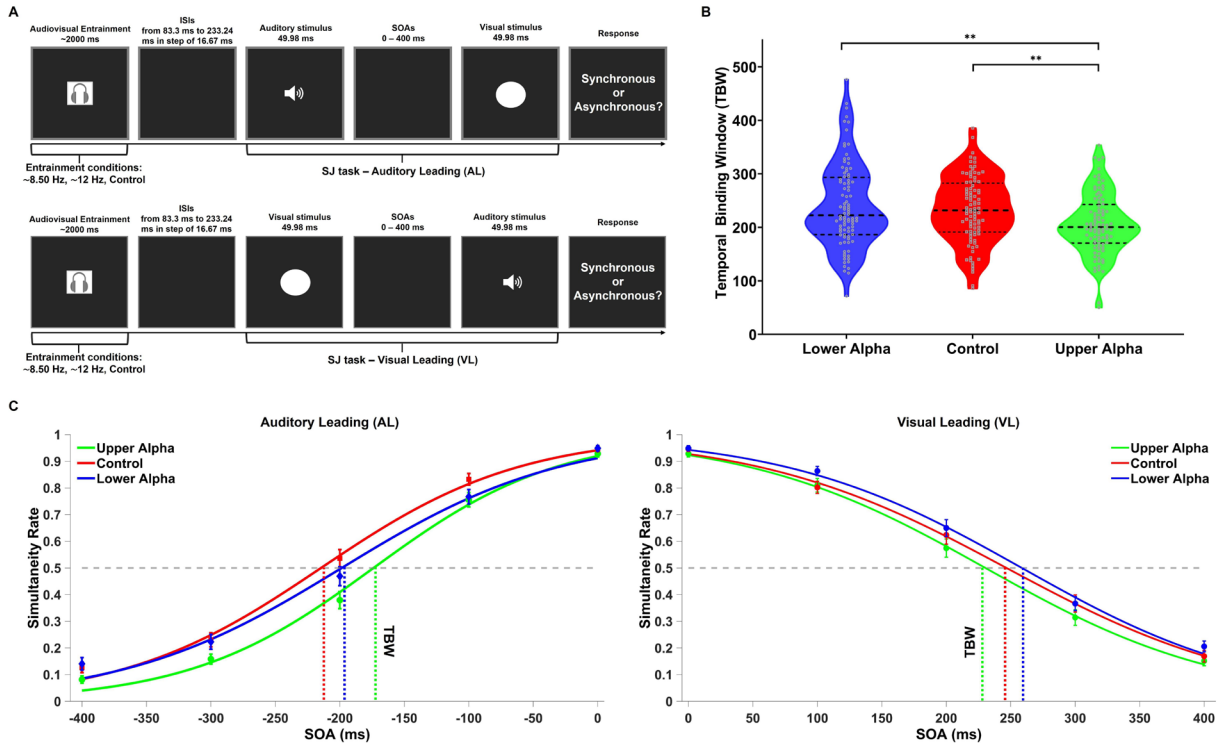 A
Audiovisual Entrainment
~2000 ms
ISIs
from 83.3 ms to 233.24
ms in step of 16.67 ms
Auditory stimulus
49.98 ms
SOAs
0 – 400 ms
Visual stimulus
49.98 ms
Response
Synchronous
or
Asynchronous?
Entrainment conditions:
~8.50 Hz, ~12 Hz, Control
SJ task – Auditory Leading (AL)
Audiovisual Entrainment
~2000 ms
ISIs
from 83.3 ms to 233.24
ms in step of 16.67 ms
Visual stimulus
49.98 ms
SOAs
0 – 400 ms
Auditory stimulus
49.98 ms
Response
Synchronous
or
Asynchronous?
Entrainment conditions:
~8.50 Hz, ~12 Hz, Control
SJ task – Visual Leading (VL)
B
Temporal Binding Window (TBW)
500
400
300
200
100
0
**
**
Lower Alpha
Control
Upper Alpha
C
Auditory Leading (AL)
Simultaneity Rate
1
0.9
0.8
0.7
0.6
0.5
0.4
0.3
0.2
0.1
0
Upper Alpha
Control
Lower Alpha
TBW
-400
-350
-300
-250
-200
-150
-100
-50
0
SOA (ms)
Visual Leading (VL)
Simultaneity Rate
1
0.9
0.8
0.7
0.6
0.5
0.4
0.3
0.2
0.1
0
Upper Alpha
Control
Lower Alpha
TBW
0
50
100
150
200
250
300
350
400
SOA (ms)